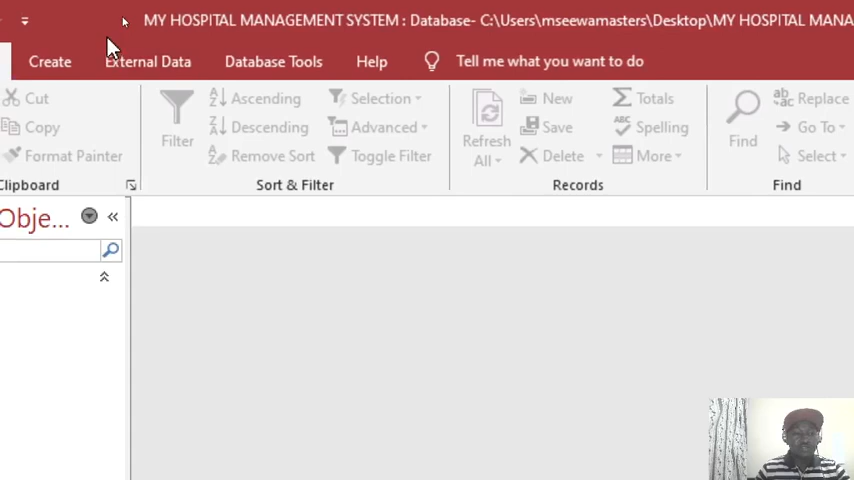 MY HOSPITAL MANAGEMENT SYSTEM : Database- C:\Users\mseewamasters\Desktop\MY HOSPITAL MANA
Create External Data Database Tools Help Tell me what you want to do
Cut Ascending Selection New Totals Replace
Copy Filter Descending Advanced Refresh All Save Spelling Find Go To
Format Painter Remove Sort Toggle Filter Delete More Select
Clipboard Sort & Filter Records Find
Obje...